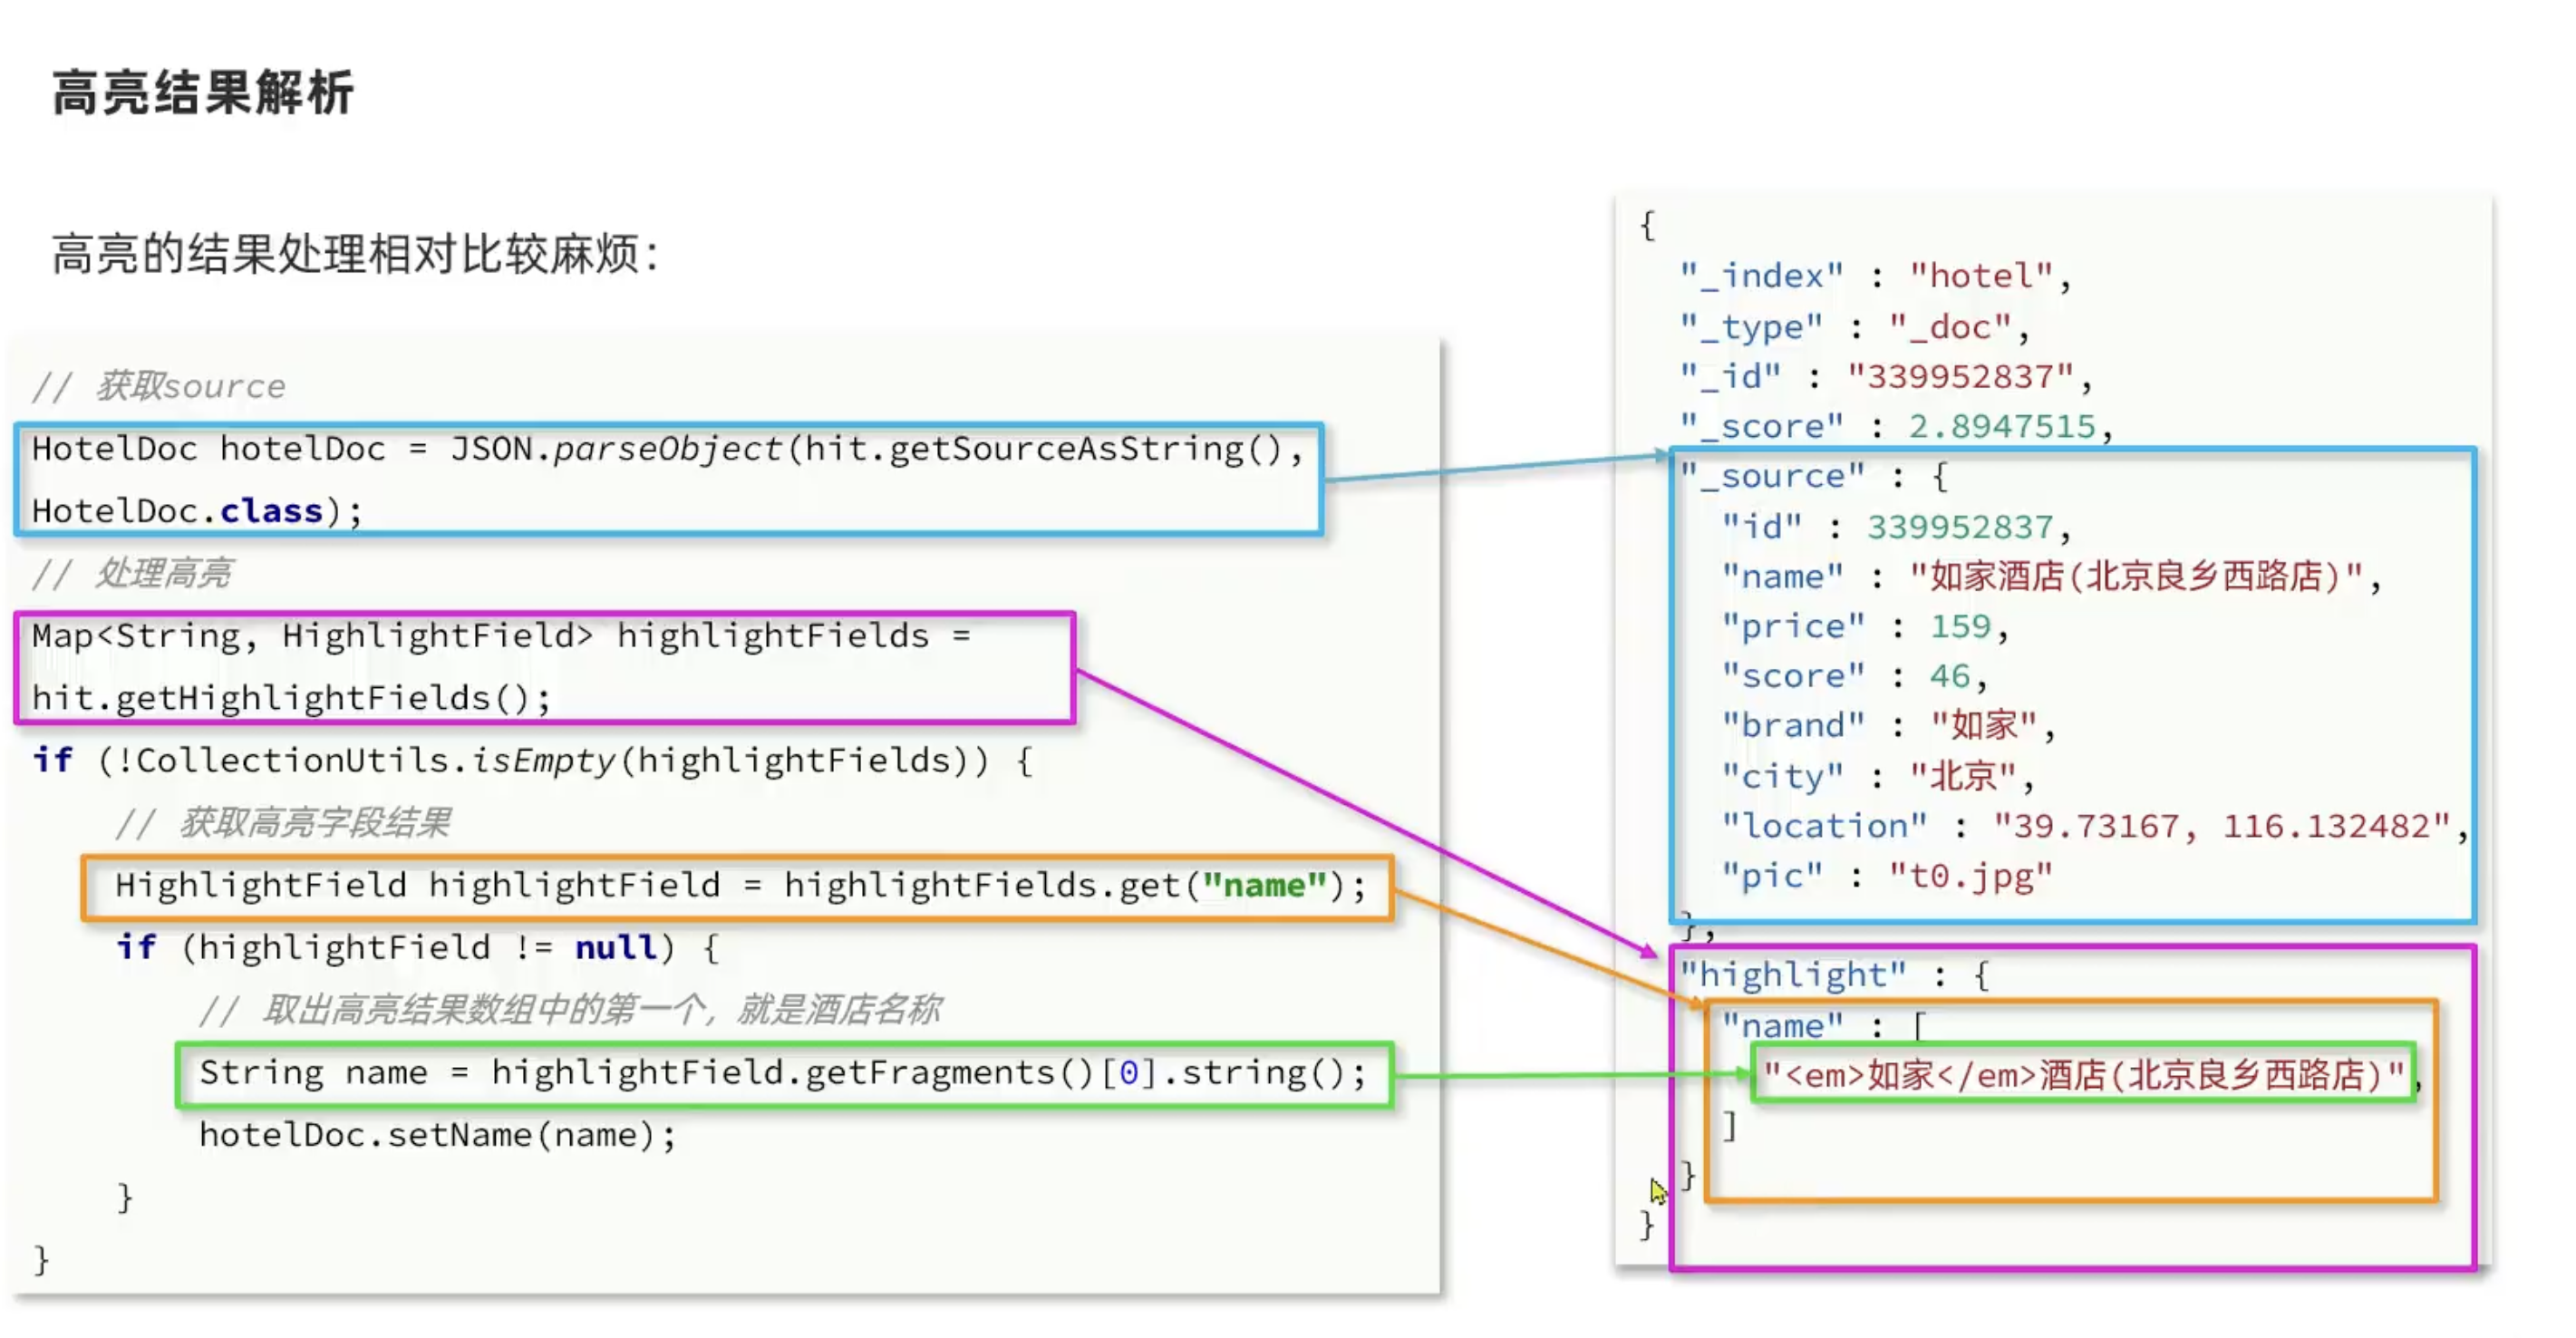 高亮结果解析
高亮的结果处理相对比较麻烦：
// 获取source
HotelDoc hotelDoc = JSON.parseObject(hit.getSourceAsString(),
HotelDoc.class);
// 处理高亮
Map<String, HighlightField> highlightFields =
hit.getHighlightFields();
if (!CollectionUtils.isEmpty(highlightFields)) {
// 获取高亮字段结果
HighlightField highlightField = highlightFields.get("name");
if (highlightField != null) {
// 取出高亮结果数组中的第一个，就是酒店名称
String name = highlightField.getFragments()[0].string();
hotelDoc.setName(name);
}
}
{
"_index" : "hotel",
"_type" : "_doc",
"_id" : "339952837",
"_score" : 2.8947515,
"_source" : {
"id" : 339952837,
"name" : "如家酒店(北京良乡西路店)",
"price" : 159,
"score" : 46,
"brand" : "如家",
"city" : "北京",
"location" : "39.73167, 116.132482",
"pic" : "t0.jpg"
},
"highlight" : {
"name" : [
"<em>如家</em>酒店(北京良乡西路店)",
]
}
}